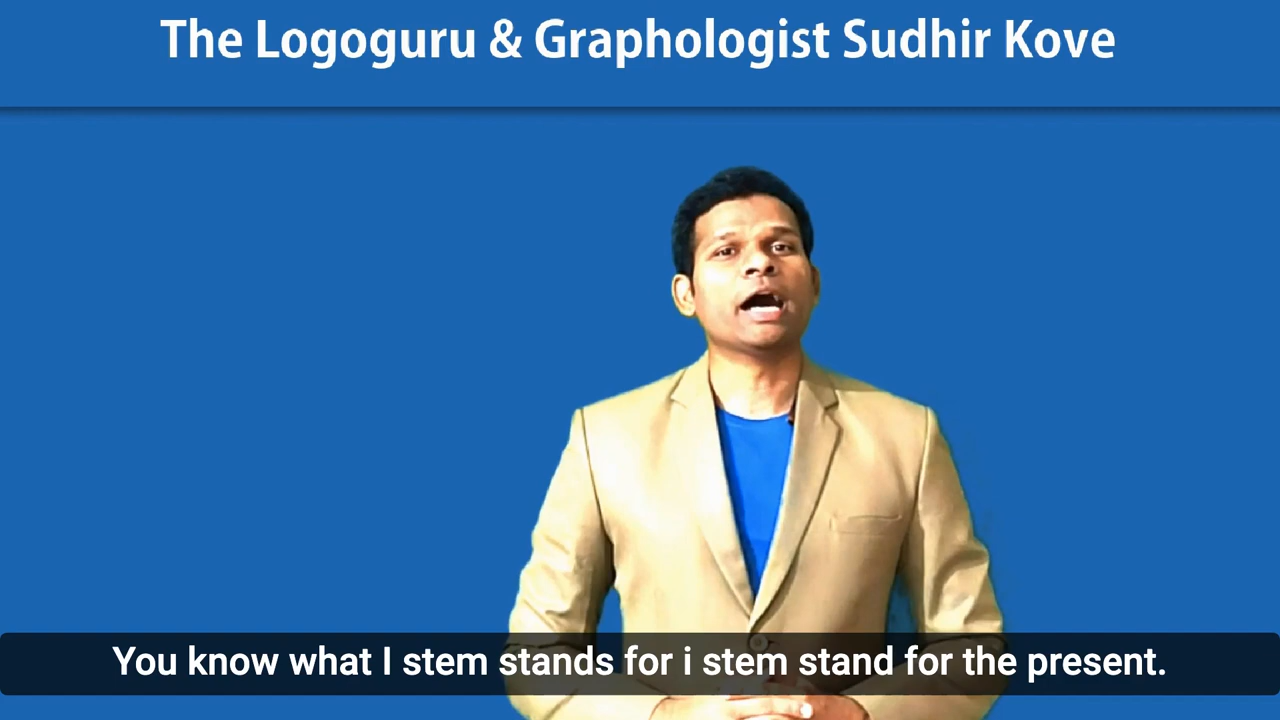 The Logoguru & Graphologist Sudhir Kove
You know what I stem stands for i stem stand for the present.